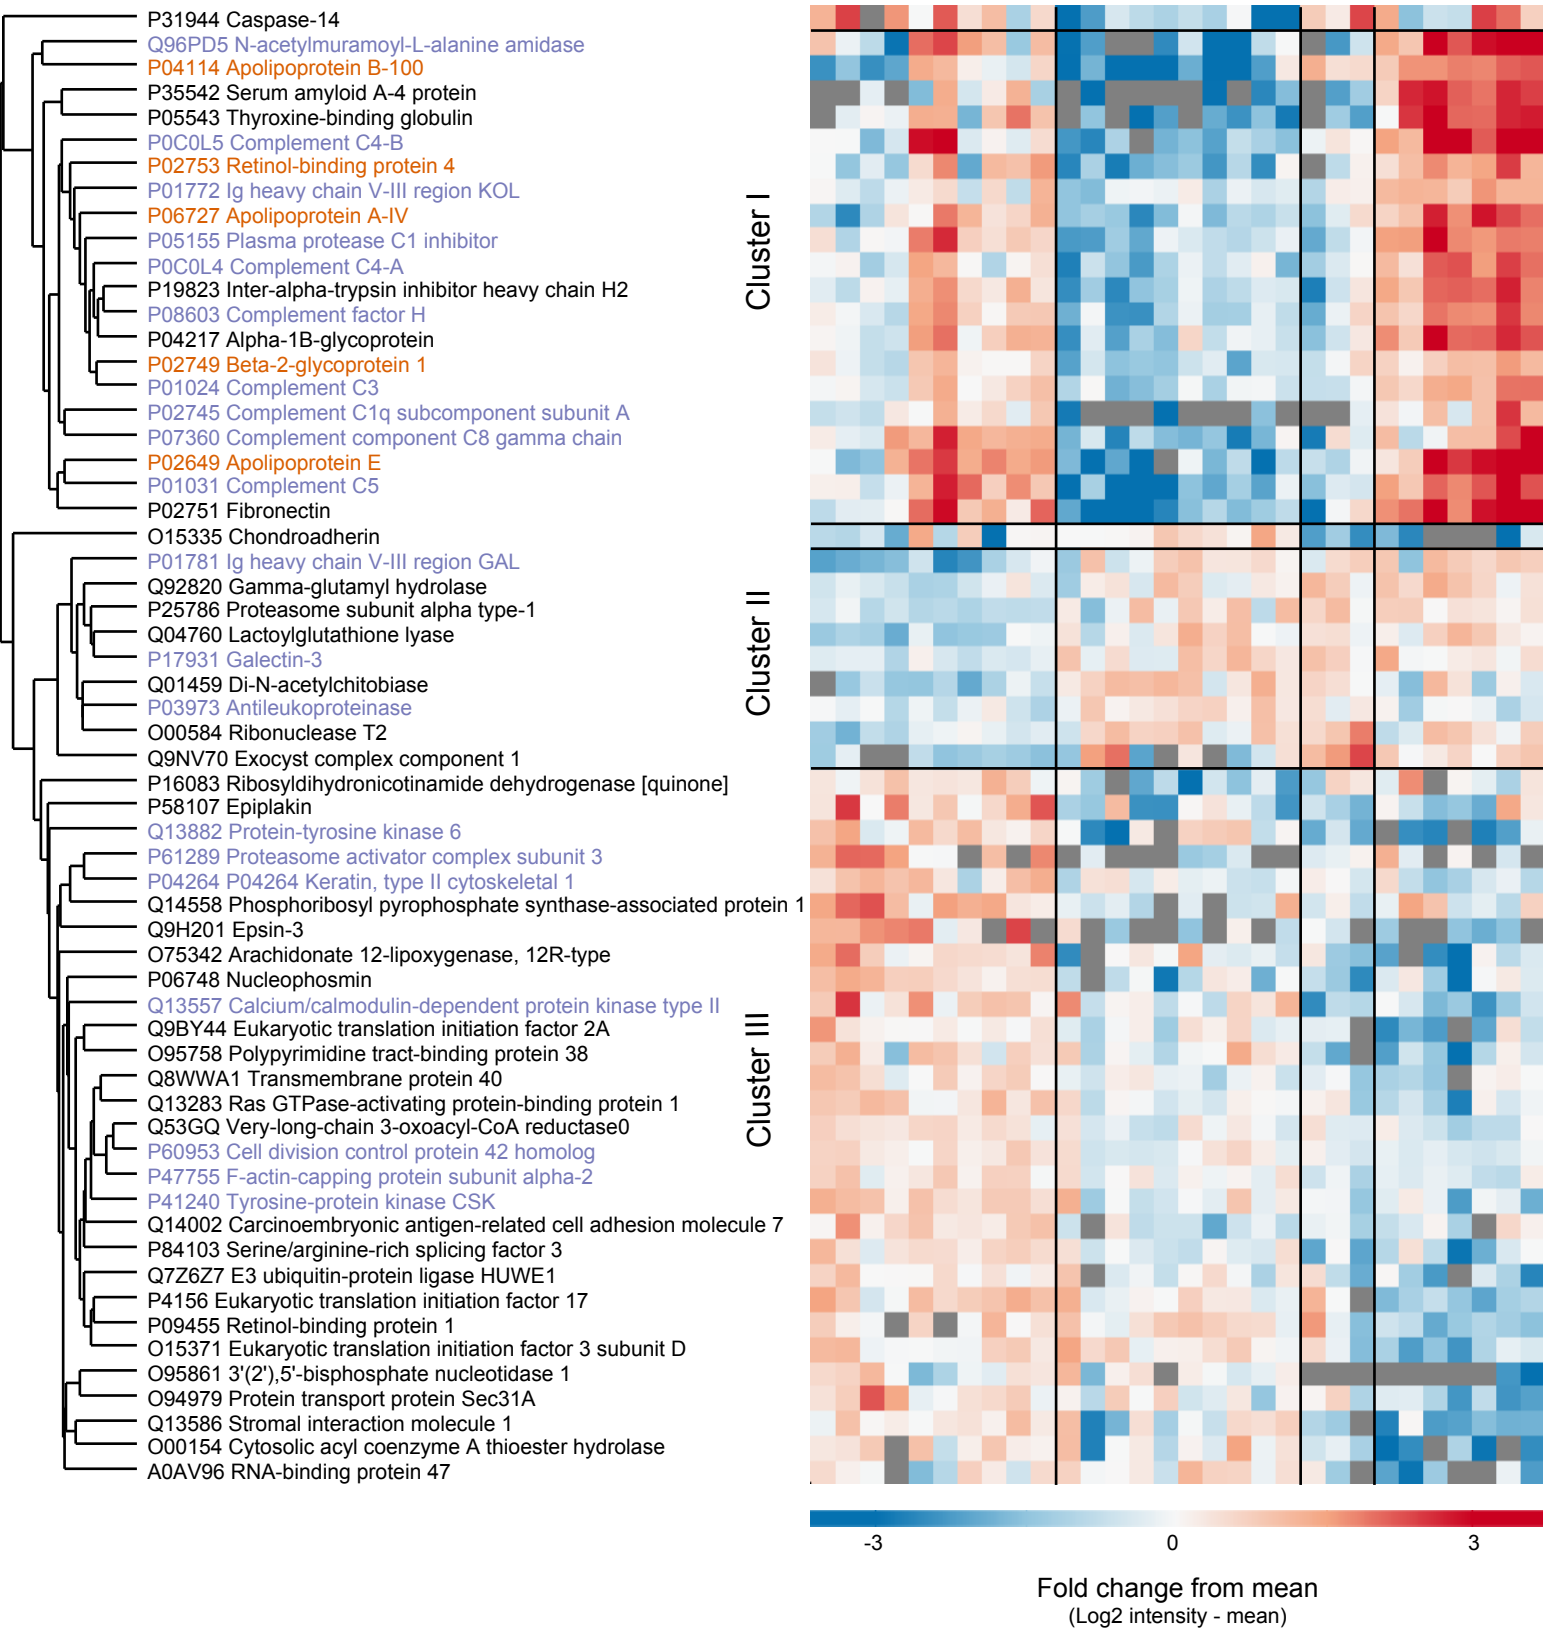 P31944 Caspase-14
Q96PD5 N-acetylmuramoyl-L-alanine amidase
P04114 Apolipoprotein B-100
P35542 Serum amyloid A-4 protein
P05543 Thyroxine-binding globulin
P0C0L5 Complement C4-B
P02753 Retinol-binding protein 4
P01772 Ig heavy chain V-III region KOL
P06727 Apolipoprotein A-IV
P05155 Plasma protease C1 inhibitor
P0C0L4 Complement C4-A
P19823 Inter-alpha-trypsin inhibitor heavy chain H2
P08603 Complement factor H
P04217 Alpha-1B-glycoprotein
P02749 Beta-2-glycoprotein 1
P01024 Complement C3
P02745 Complement C1q subcomponent subunit A
P07360 Complement component C8 gamma chain
P02649 Apolipoprotein E
P01031 Complement C5
P02751 Fibronectin
Cluster I
O15335 Chondroadherin
P01781 Ig heavy chain V-III region GAL
Q92820 Gamma-glutamyl hydrolase
P25786 Proteasome subunit alpha type-1
Q04760 Lactoylglutathione lyase
P17931 Galectin-3
Q01459 Di-N-acetylchitobiase
P03973 Antileukoproteinase
O00584 Ribonuclease T2
Q9NV70 Exocyst complex component 1
Cluster II
P16083 Ribosyldihydronicotinamide dehydrogenase [quinone]
P58107 Epiplakin
Q13882 Protein-tyrosine kinase 6
P61289 Proteasome activator complex subunit 3
P04264 P04264 Keratin, type II cytoskeletal 1
Q14558 Phosphoribosyl pyrophosphate synthase-associated protein 1
Q9H201 Epsin-3
O75342 Arachidonate 12-lipoxygenase, 12R-type
P06748 Nucleophosmin
Q13557 Calcium/calmodulin-dependent protein kinase type II
Q9BY44 Eukaryotic translation initiation factor 2A
O95758 Polypyrimidine tract-binding protein 38
Q8WWA1 Transmembrane protein 40
Q13283 Ras GTPase-activating protein-binding protein 1
Q53GQ Very-long-chain 3-oxoacyl-CoA reductase0
P60953 Cell division control protein 42 homolog
P47755 F-actin-capping protein subunit alpha-2
P41240 Tyrosine-protein kinase CSK
Q14002 Carcinoembryonic antigen-related cell adhesion molecule 7
P84103 Serine/arginine-rich splicing factor 3
Q7Z6Z7 E3 ubiquitin-protein ligase HUWE1
P4156 Eukaryotic translation initiation factor 17
P09455 Retinol-binding protein 1
O15371 Eukaryotic translation initiation factor 3 subunit D
O95861 3'(2'),5'-bisphosphate nucleotidase 1
O94979 Protein transport protein Sec31A
Q13586 Stromal interaction molecule 1
O00154 Cytosolic acyl coenzyme A thioester hydrolase
A0AV96 RNA-binding protein 47
Cluster III
-3 0 3
Fold change from mean
(Log2 intensity - mean)